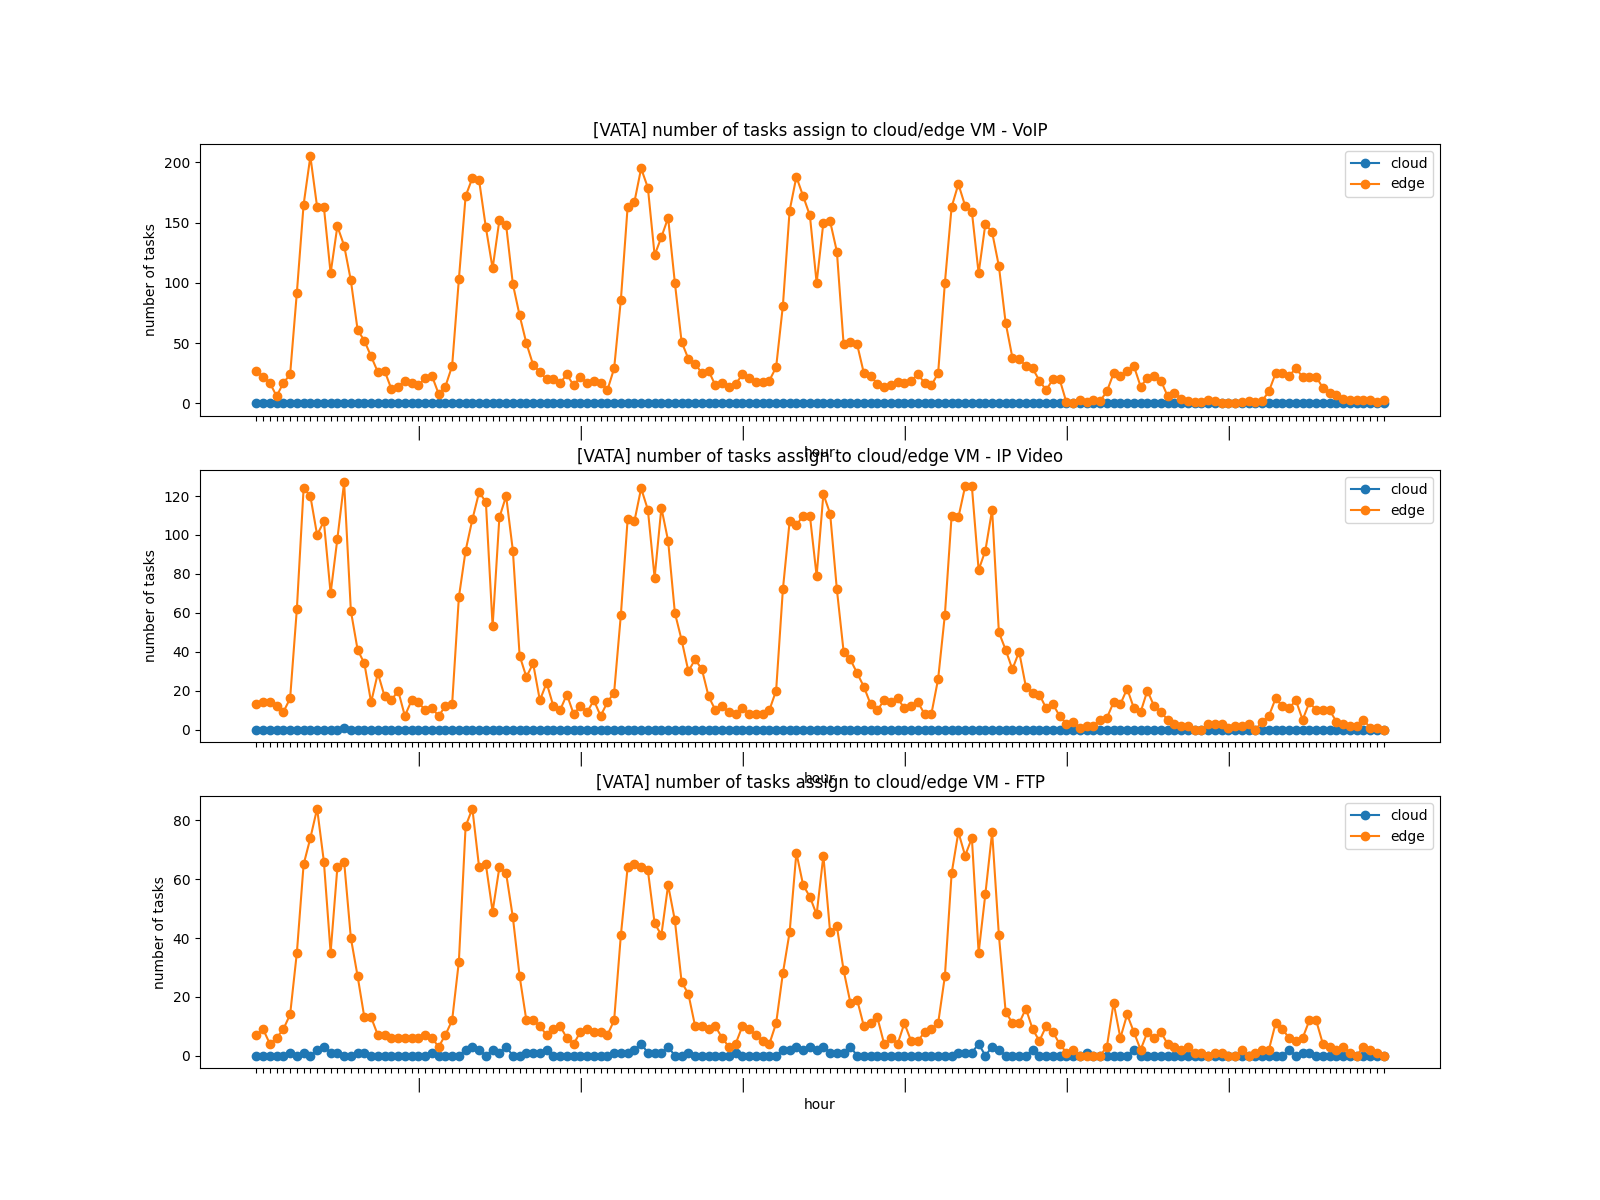 [VATA] number of tasks assign to cloud/edge VM - VoIP
200
150
100
50
0
number of tasks
cloud
edge
hour
[VATA] number of tasks assign to cloud/edge VM - IP Video
120
100
80
60
40
20
0
number of tasks
cloud
edge
hour
[VATA] number of tasks assign to cloud/edge VM - FTP
80
60
40
20
0
number of tasks
cloud
edge
hour